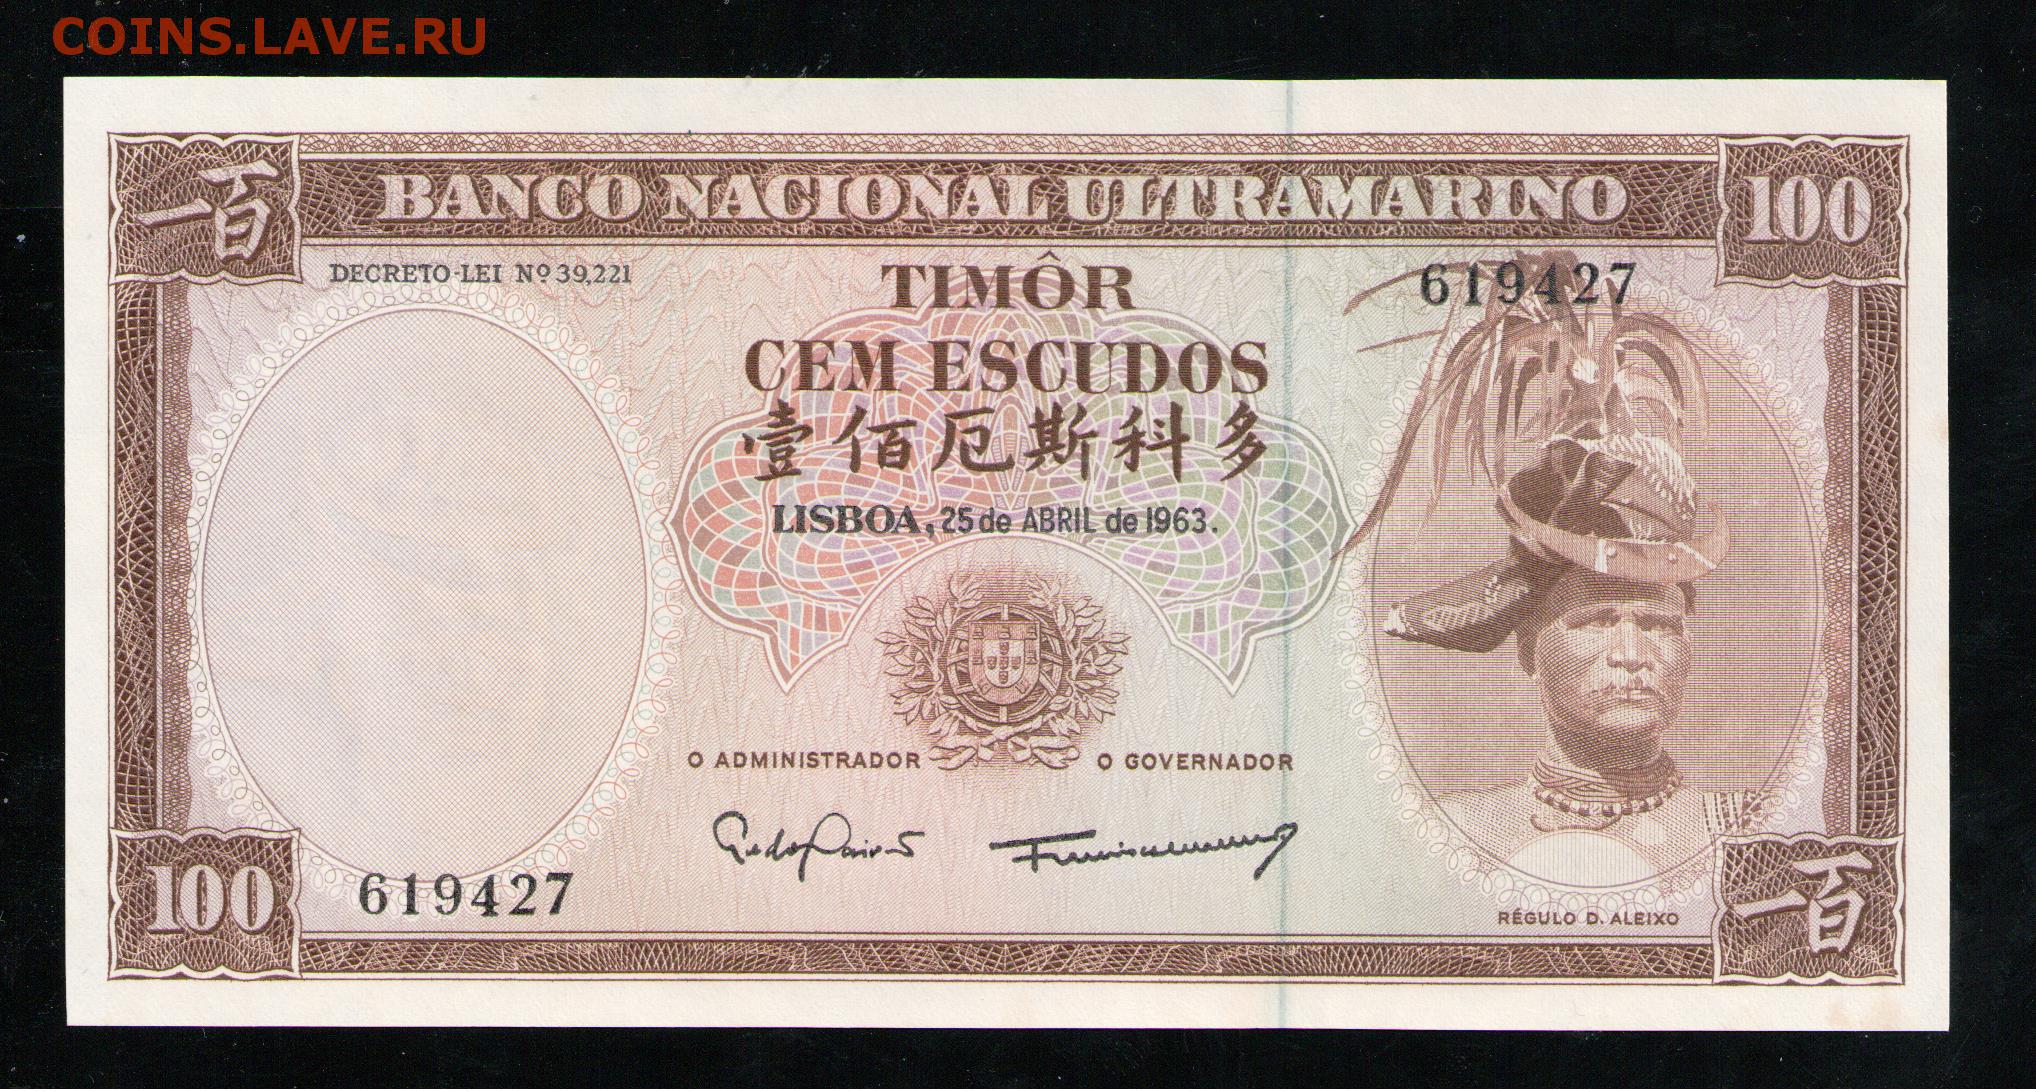 COINS.LAVE.RU
一百 BANCO NACIONAL ULTRAMARINO 100
DECRETO-LEI Nº 39,221
TIMÔR
619427
CEM ESCUDOS
壹佰厄斯科多
LISBOA, 25 de ABRIL de 1963.
O ADMINISTRADOR O GOVERNADOR
100 619427
RÉGULO D. ALEIXO
一百